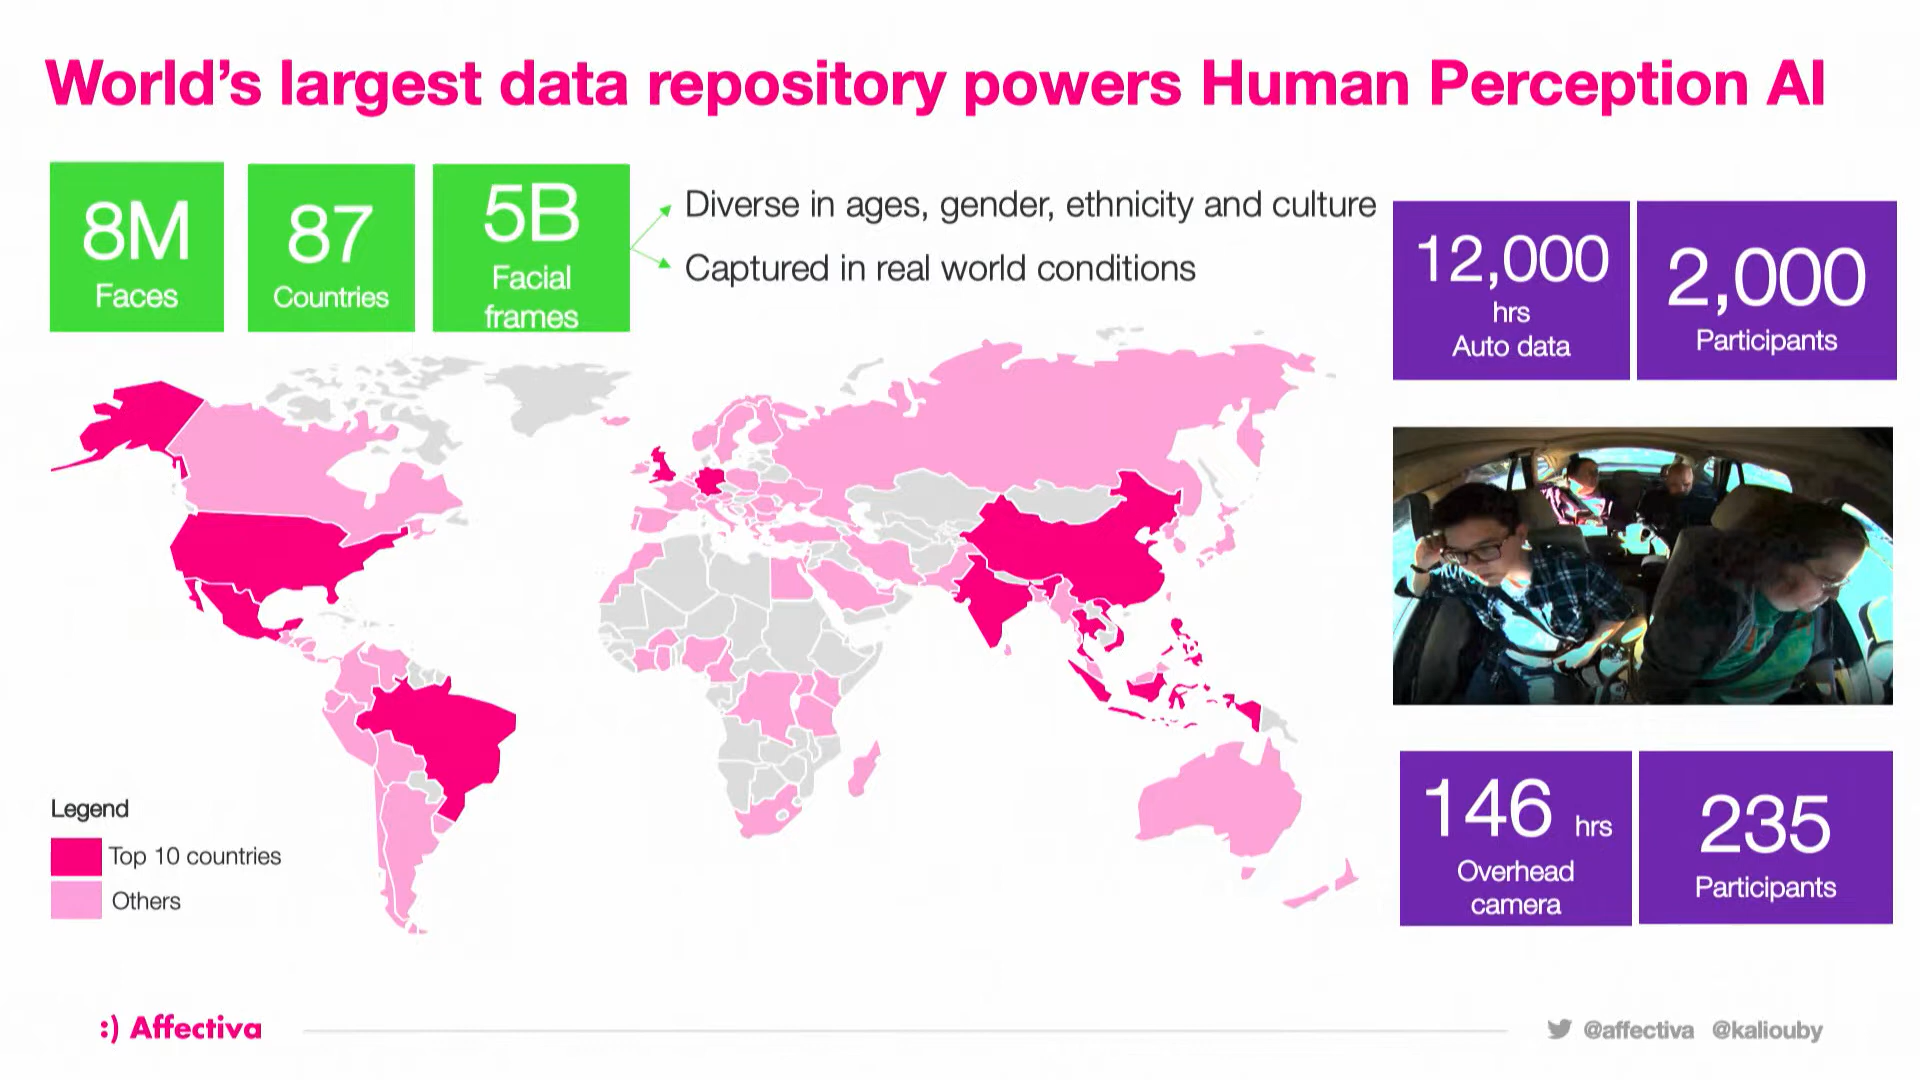 World's largest data repository powers Human Perception AI
8M
Faces
87
Countries
5B
Facial
frames
Diverse in ages, gender, ethnicity and culture
Captured in real world conditions
12,000
hrs
Auto data
2,000
Participants
146 hrs
Overhead
camera
235
Participants
Legend
Top 10 countries
Others
:) Affectiva
@affectiva @kaliouby